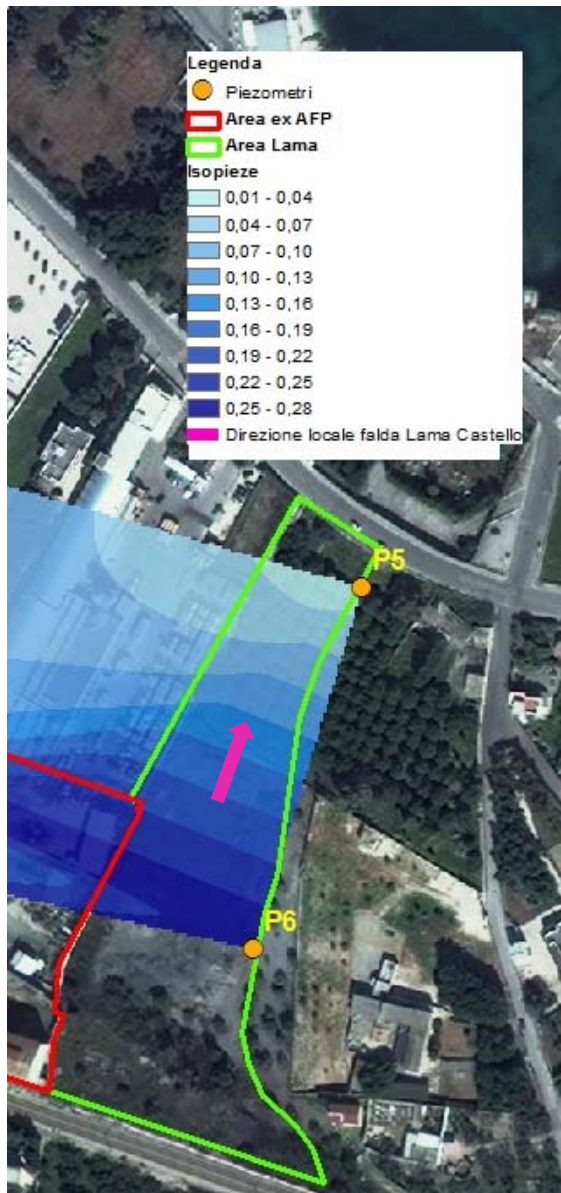 Legenda
Piezometri
Area ex AFP
Area Lama
Isopieze
0,01 - 0,04
0,04 - 0,07
0,07 - 0,10
0,10 - 0,13
0,13 - 0,16
0,16 - 0,19
0,19 - 0,22
0,22 - 0,25
0,25 - 0,28
Direzione locale falda Lama Castello
P5
P6